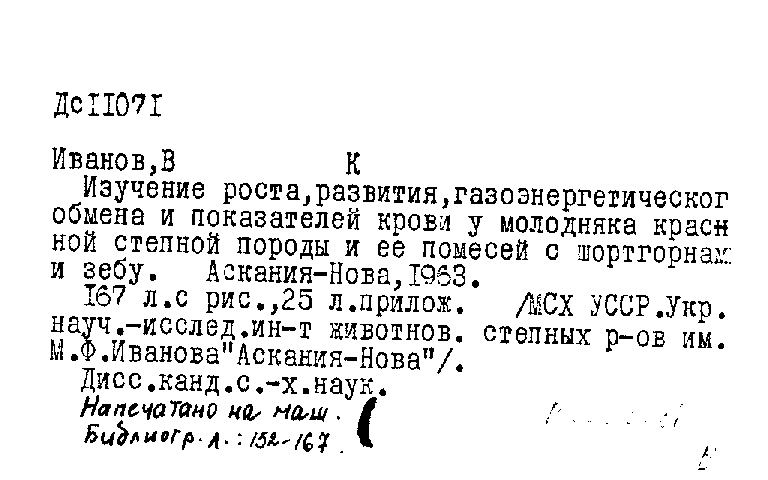 Дс11071
Иванов,В К
Изучение роста,развития,газоэнергетическог
обмена и показателей крови у молодняка красн
ной степной породы и ее помесей с шортгорнам
и зебу. Аскания-Нова,1963.
167 л.с рис.,25 л.прилож. /МСХ УССР.Укр.
науч.-исслед.ин-т животнов. степных р-ов им.
М.Ф.Иванова"Аскания-Нова"/.
Дисс.канд.с.-х.наук.
Напечатано на маш.
Библиогр. л.: 152-167.